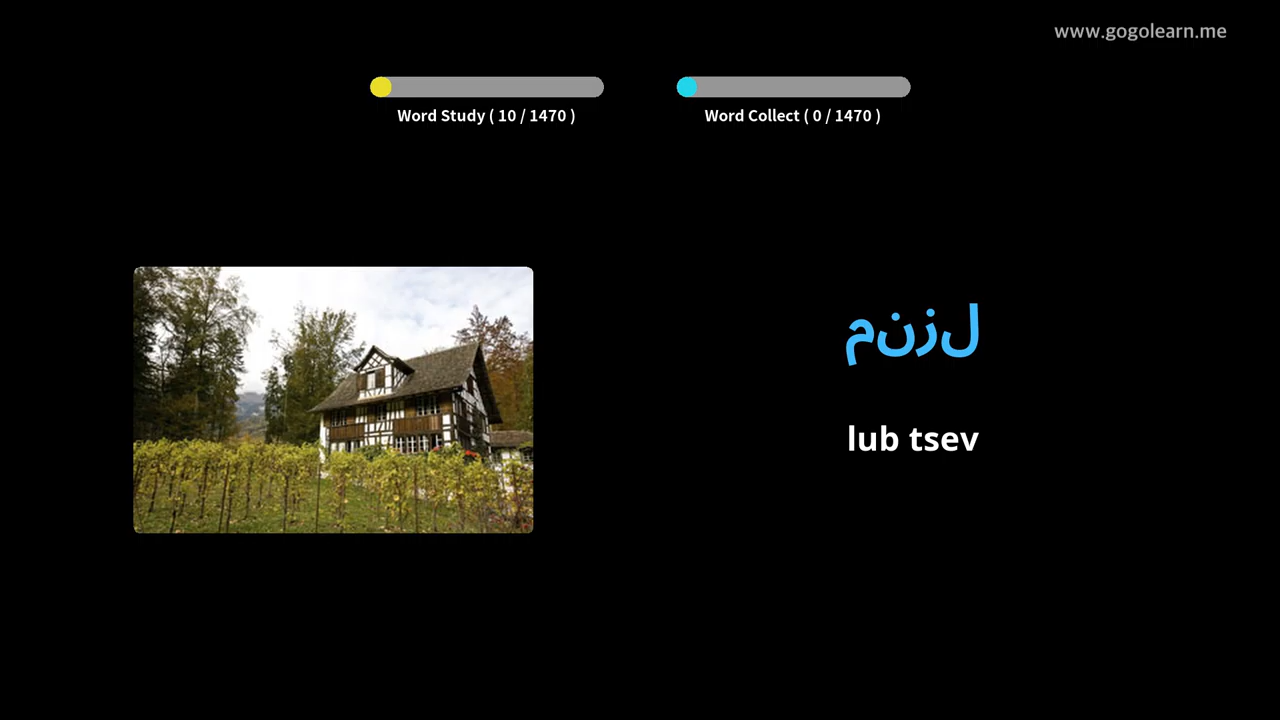 www.gogolearn.me
Word Study ( 10 / 1470 )
Word Collect ( 0 / 1470 )
منزل
lub tsev